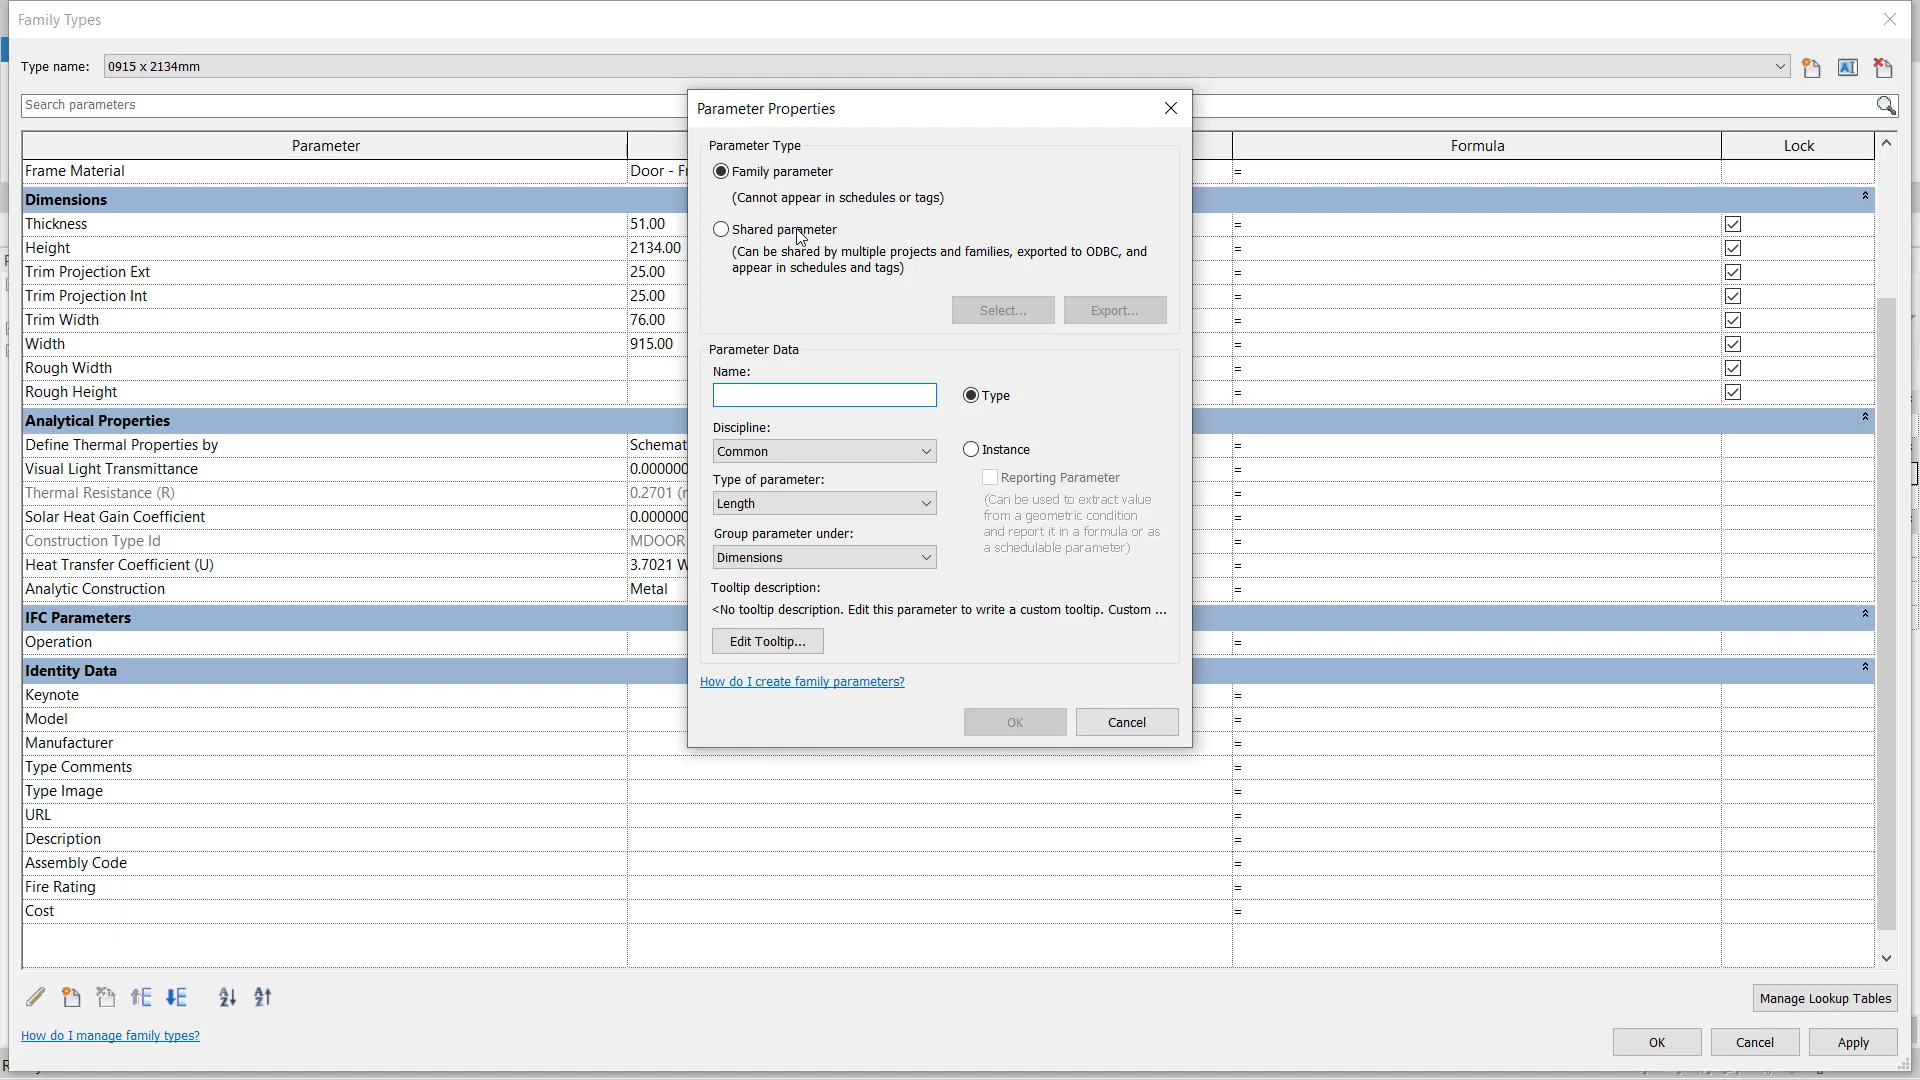 Family Types
Type name: 0915 x 2134mm
Search parameters
Parameter Formula Lock
Frame Material =
Dimensions
Thickness 51.00 =
Height 2134.00 =
Trim Projection Ext 25.00 =
Trim Projection Int 25.00 =
Trim Width 76.00 =
Width 915.00 =
Rough Width =
Rough Height =
Analytical Properties
Define Thermal Properties by =
Visual Light Transmittance 0.000000 =
Thermal Resistance (R) 0.2701 =
Solar Heat Gain Coefficient 0.000000 =
Construction Type Id MDOOR =
Heat Transfer Coefficient (U) 3.7021 =
Analytic Construction Metal =
IFC Parameters
Operation =
Identity Data
Keynote =
Model =
Manufacturer =
Type Comments =
Type Image =
URL =
Description =
Assembly Code =
Fire Rating =
Cost =
Manage Lookup Tables
How do I manage family types?
OK Cancel Apply
Parameter Properties
Parameter Type
Family parameter
(Cannot appear in schedules or tags)
Shared parameter
(Can be shared by multiple projects and families, exported to ODBC, and
appear in schedules and tags)
Select... Export...
Parameter Data
Name:
Type
Discipline:
Common
Instance
Reporting Parameter
Type of parameter:
Length
(Can be used to extract value
from a geometric condition
and report it in a formula or as
a schedulable parameter)
Group parameter under:
Dimensions
Tooltip description:
<No tooltip description. Edit this parameter to write a custom tooltip. Custom ...
Edit Tooltip...
How do I create family parameters?
OK Cancel